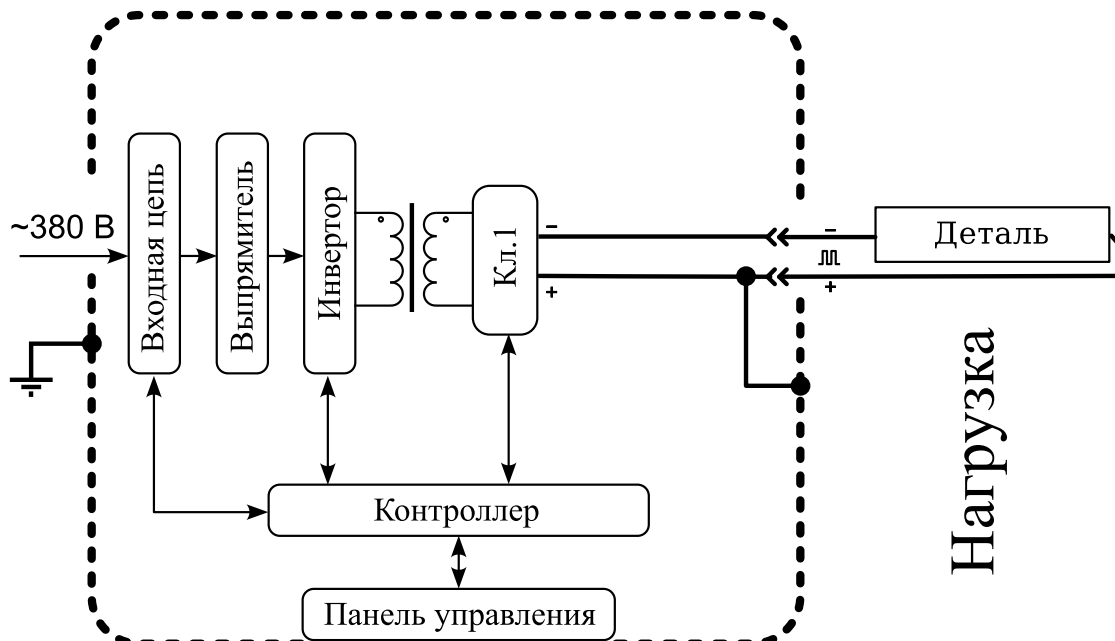 ~380 В
Входная цепь
Выпрямитель
Инвертор
Кл.1
−
+
−
+
Деталь
Нагрузка
Контроллер
Панель управления